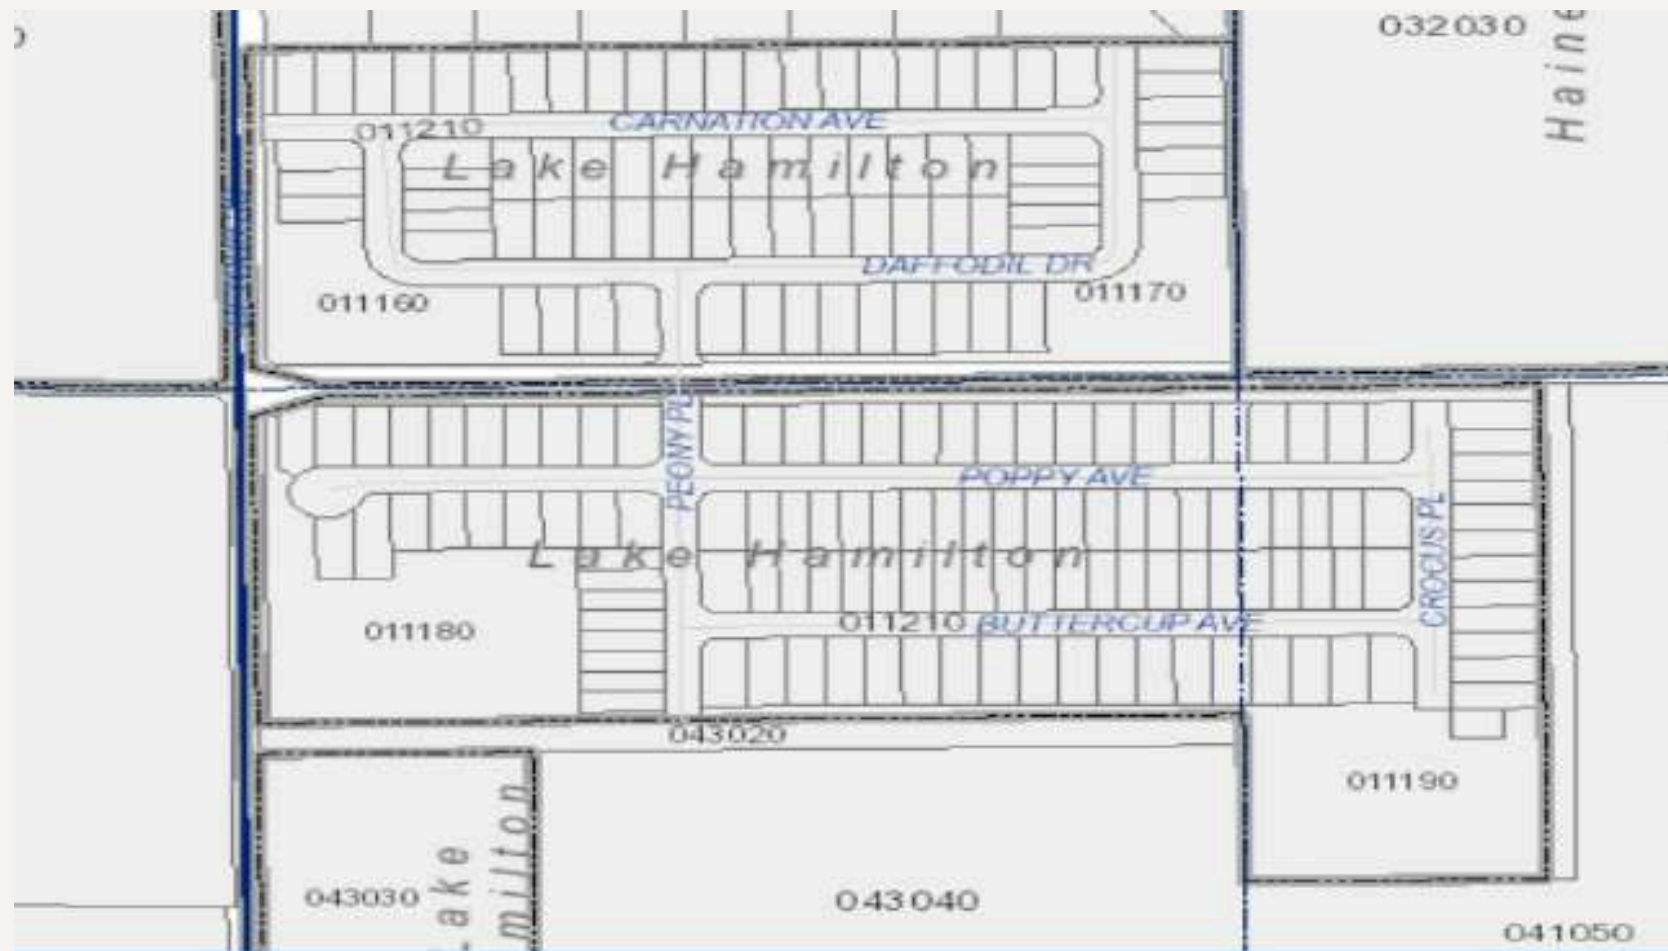 032030
Haine
011210
CARNATION AVE
Lake Hamilton
DAFFODIL DR
011160
011170
PEONY PL
POPPY AVE
CROCUS PL
Lake Hamilton
011180
011210
BUTTERCUP AVE
043020
011190
043030
Lake
milton
043040
041050